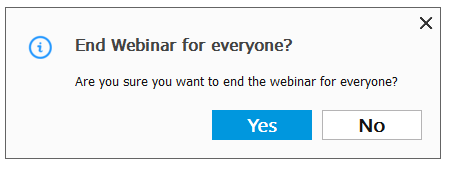 End Webinar for everyone?
Are you sure you want to end the webinar for everyone?
Yes
No